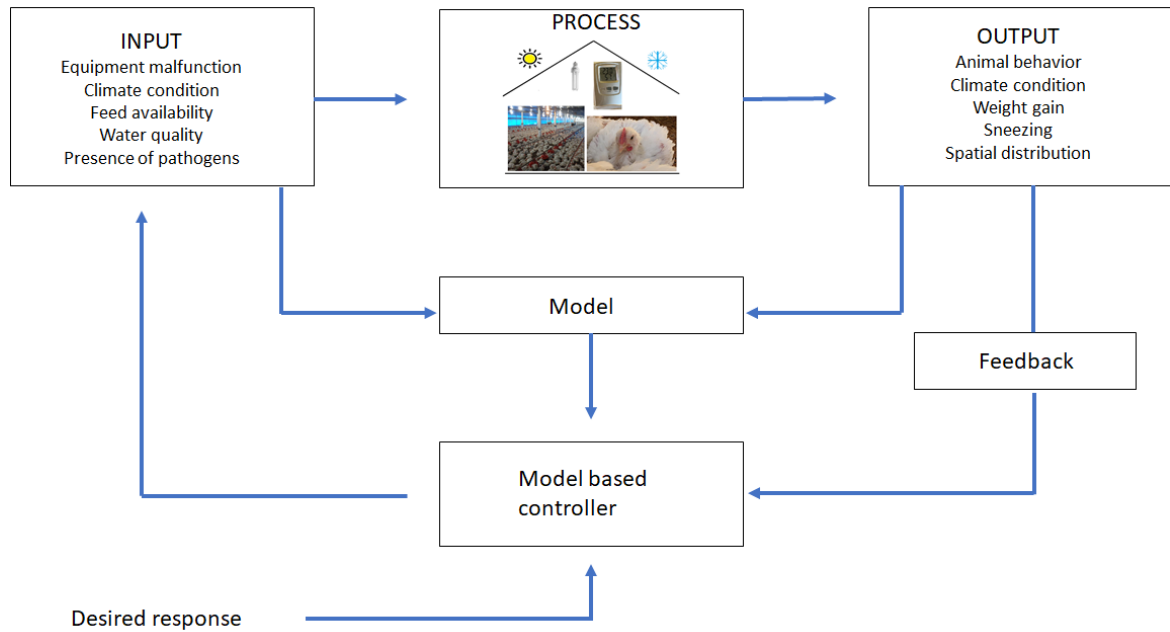 INPUT
Equipment malfunction
Climate condition
Feed availability
Water quality
Presence of pathogens
PROCESS
OUTPUT
Animal behavior
Climate condition
Weight gain
Sneezing
Spatial distribution
Model
Feedback
Model based
controller
Desired response